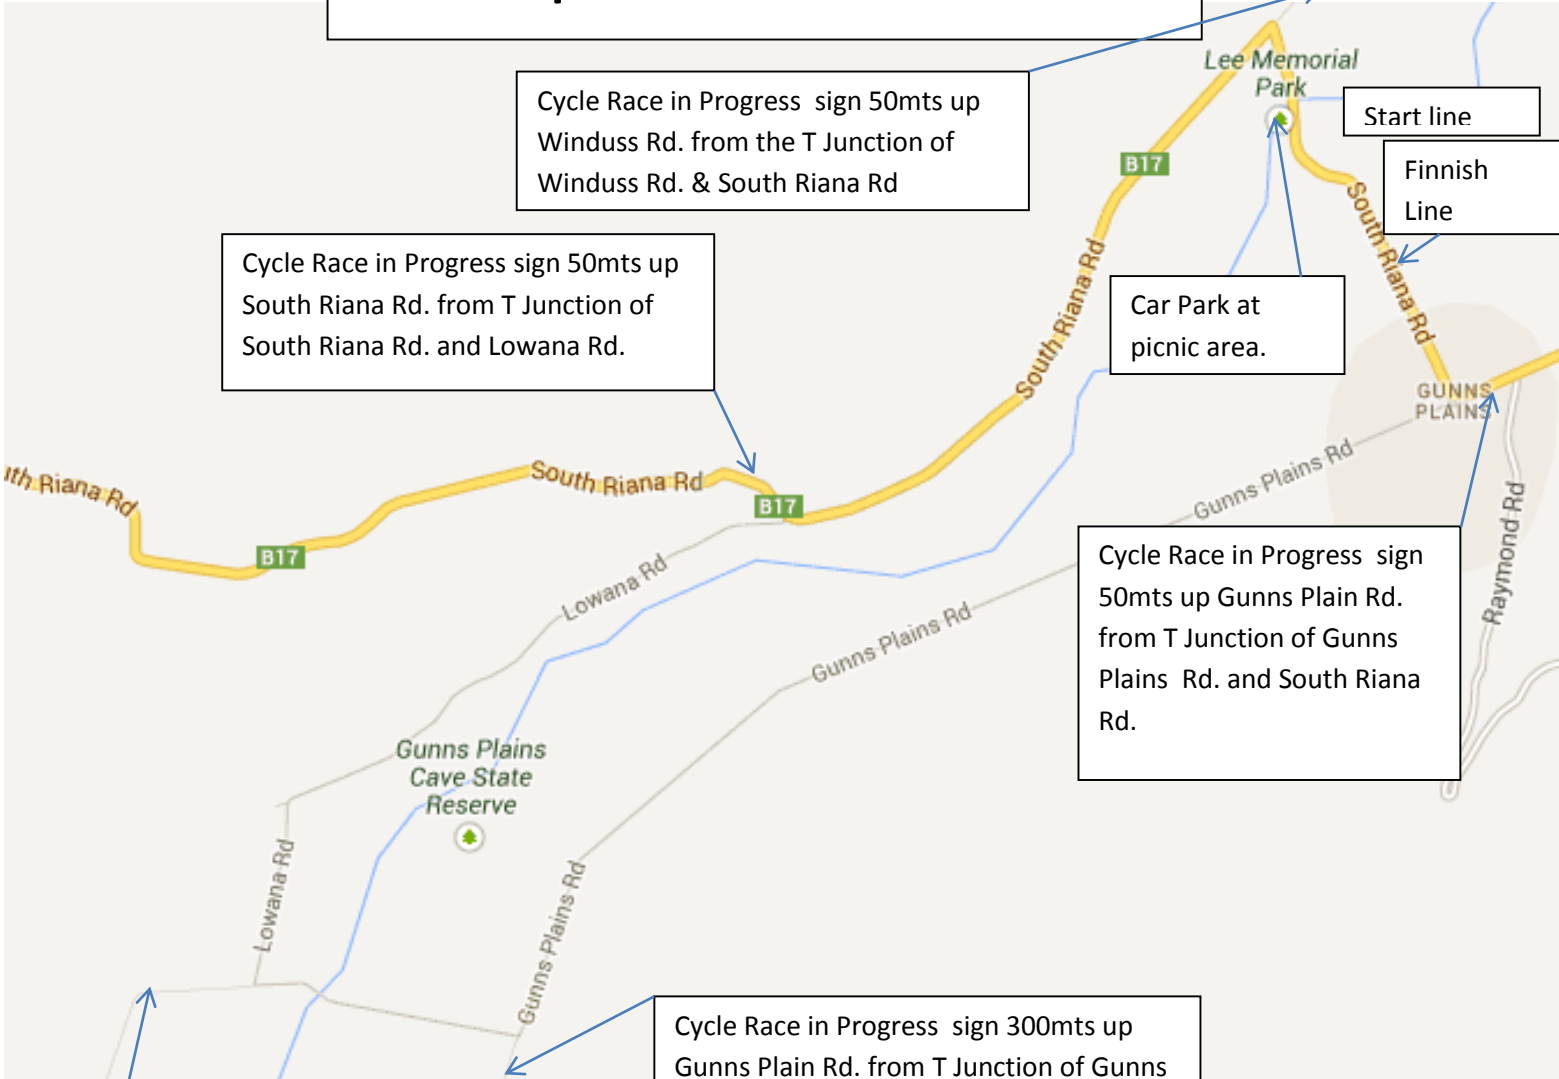 Lee Memorial
Park
Cycle Race in Progress  sign 50mts up
Winduss Rd. from the T Junction of
Winduss Rd. & South Riana Rd
Start line
Finnish
Line
B17
South Riana Rd
Cycle Race in Progress sign 50mts up
South Riana Rd. from T Junction of
South Riana Rd. and Lowana Rd.
South Riana Rd
Car Park at
picnic area.
GUNNS
PLAINS
uth Riana Rd
South Riana Rd
B17
B17
Gunns Plains Rd
Raymond Rd
Cycle Race in Progress  sign
50mts up Gunns Plain Rd.
from T Junction of Gunns
Plains  Rd. and South Riana
Rd.
Lowana Rd
Gunns Plains Rd
Gunns Plains
Cave State
Reserve
Lowana Rd
Gunns Plains Rd
Cycle Race in Progress  sign 300mts up
Gunns Plain Rd. from T Junction of Gunns